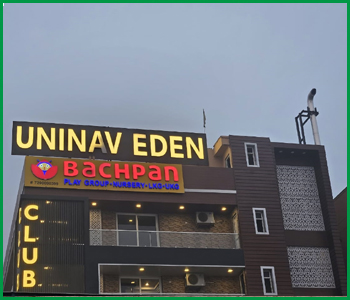 UNINAV EDEN
BACHPAN
PLAY GROUP-NURSERY-LKG-UKG
CLUB